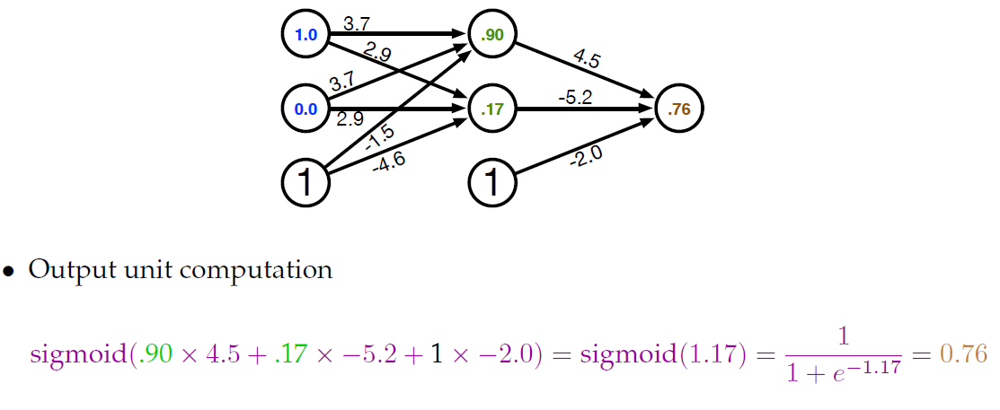 3.7
1.0 .90
2.9 4.5
3.7
0.0 .17 -5.2 .76
2.9
-1.5
-4.6 -2.0
1 1
• Output unit computation
sigmoid(.90 × 4.5 + .17 × −5.2 + 1 × −2.0) = sigmoid(1.17) = 1 / (1 + e^−1.17) = 0.76